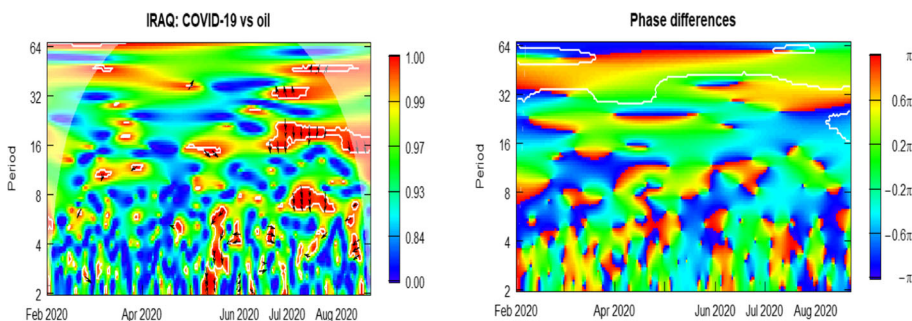 IRAQ: COVID-19 vs oil
Phase differences
Period
64
32
16
8
4
2
Feb 2020 Apr 2020 Jun 2020 Jul 2020 Aug 2020
1.00
0.99
0.97
0.93
0.84
0.00
Period
64
32
16
8
4
2
Feb 2020 Apr 2020 Jun 2020 Jul 2020 Aug 2020
π
0.6π
0.2π
−0.2π
−0.6π
−π